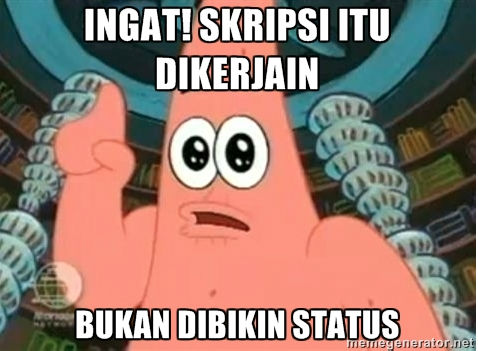 INGAT! SKRIPSI ITU
DIKERJAIN
BUKAN DIBIKIN STATUS
memegenerator.net